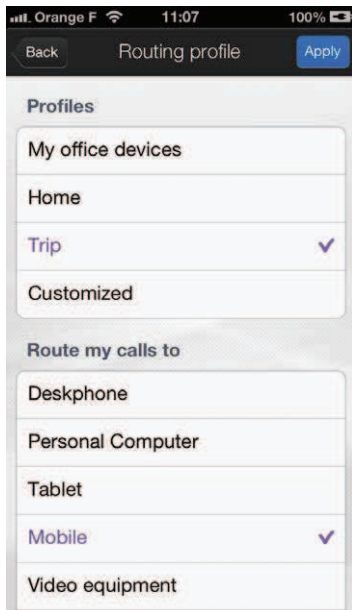 Orange F 11:07 100%
Back Routing profile Apply
Profiles
My office devices
Home
Trip
Customized
Route my calls to
Deskphone
Personal Computer
Tablet
Mobile
Video equipment